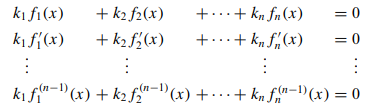 k₁f₁(x) + k₂f₂(x) + ⋯ + kₙfₙ(x) = 0
k₁f₁′(x) + k₂f₂′(x) + ⋯ + kₙfₙ′(x) = 0
⋮ ⋮ ⋮ ⋮
k₁f₁⁽ⁿ⁻¹⁾(x) + k₂f₂⁽ⁿ⁻¹⁾(x) + ⋯ + kₙfₙ⁽ⁿ⁻¹⁾(x) = 0